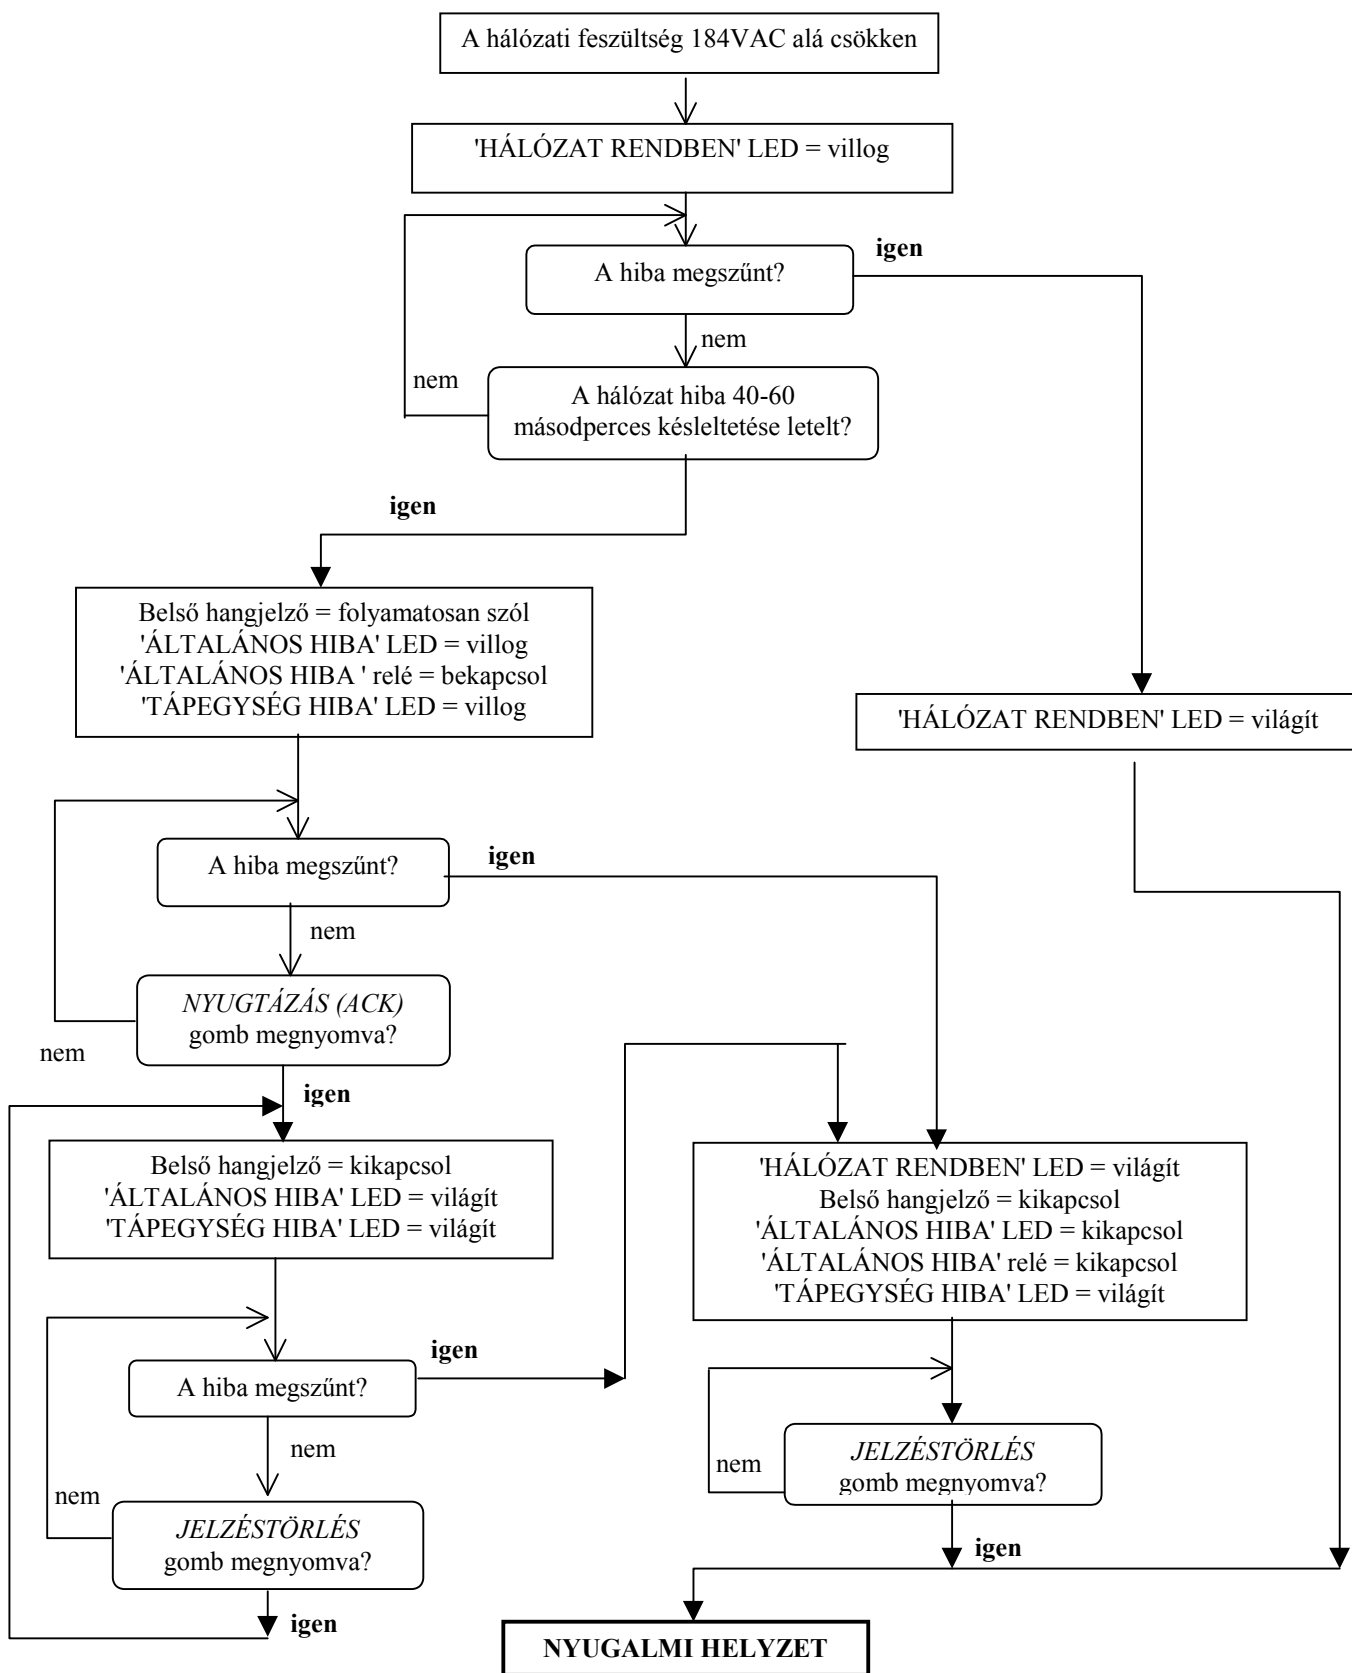 A hálózati feszültség 184VAC alá csökken
'HÁLÓZAT RENDBEN' LED = villog
igen
A hiba megszűnt?
nem
nem
A hálózat hiba 40-60
másodperces késleltetése letelt?
igen
Belső hangjelző = folyamatosan szól
'ÁLTALÁNOS HIBA' LED = villog
'ÁLTALÁNOS HIBA ' relé = bekapcsol
'TÁPEGYSÉG HIBA' LED = villog
'HÁLÓZAT RENDBEN' LED = világít
A hiba megszűnt?
igen
nem
NYUGTÁZÁS (ACK)
gomb megnyomva?
nem
igen
Belső hangjelző = kikapcsol
'ÁLTALÁNOS HIBA' LED = világít
'TÁPEGYSÉG HIBA' LED = világít
'HÁLÓZAT RENDBEN' LED = világít
Belső hangjelző = kikapcsol
'ÁLTALÁNOS HIBA' LED = kikapcsol
'ÁLTALÁNOS HIBA' relé = kikapcsol
'TÁPEGYSÉG HIBA' LED = világít
igen
A hiba megszűnt?
nem
nem
JELZÉSTÖRLÉS
gomb megnyomva?
igen
nem
JELZÉSTÖRLÉS
gomb megnyomva?
igen
NYUGALMI HELYZET